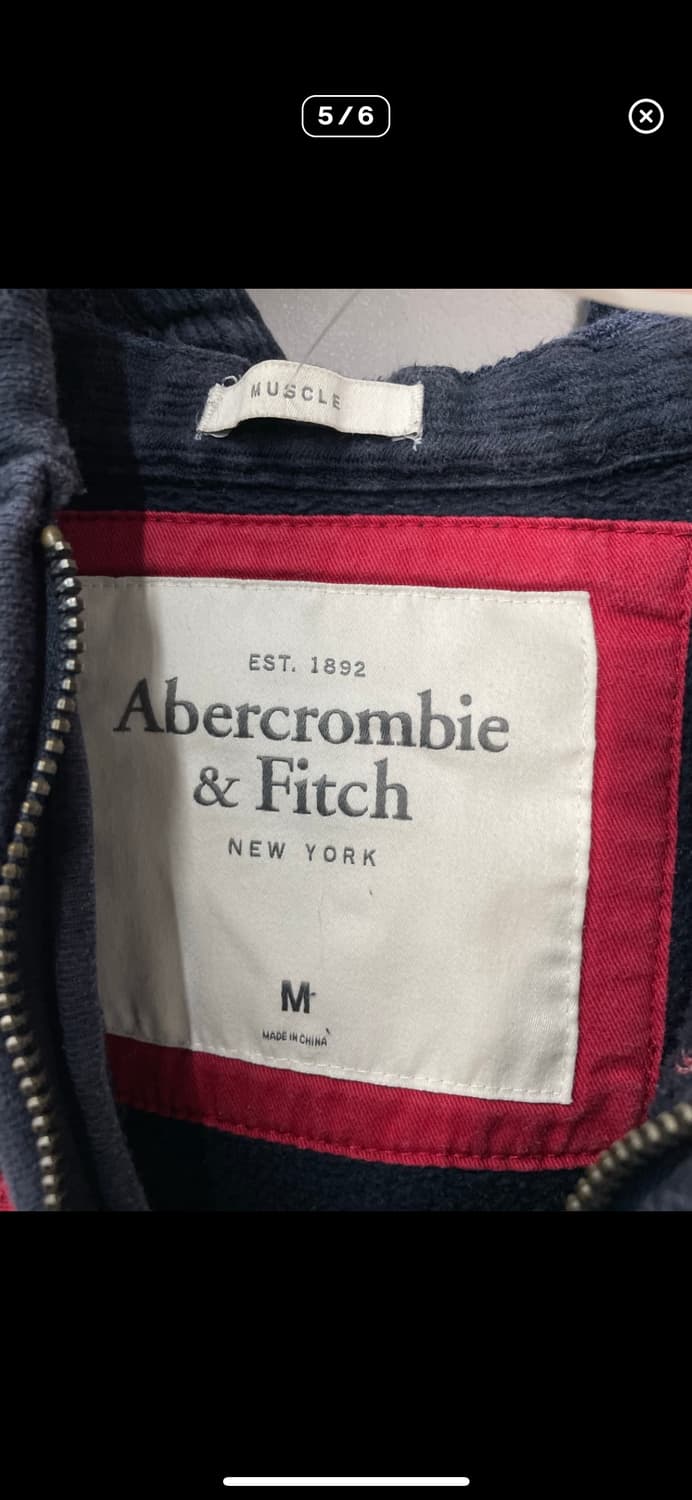 5/6
MUSCLE
EST. 1892
Abercrombie
& Fitch
NEW YORK
M
MADE IN CHINA